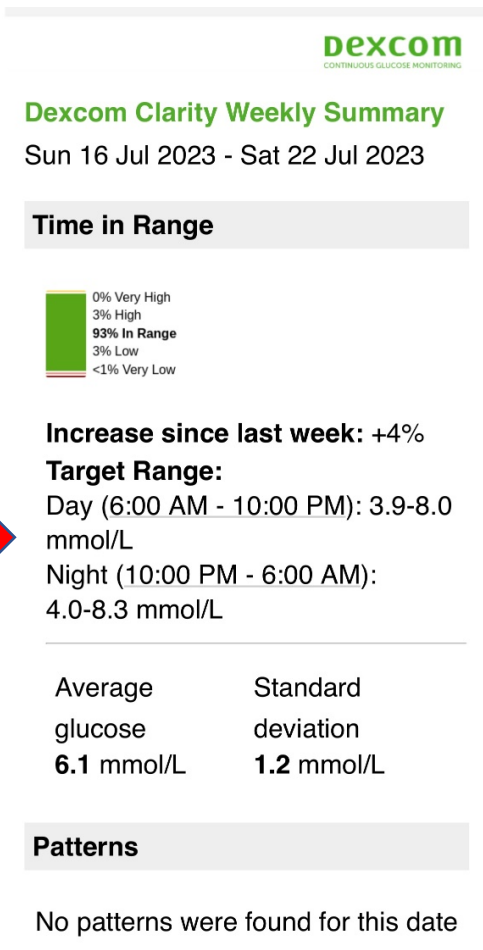 Dexcom
CONTINUOUS GLUCOSE MONITORING
Dexcom Clarity Weekly Summary
Sun 16 Jul 2023 - Sat 22 Jul 2023
Time in Range
0% Very High
3% High
93% In Range
3% Low
<1% Very Low
Increase since last week: +4%
Target Range:
Day (6:00 AM - 10:00 PM): 3.9-8.0
mmol/L
Night (10:00 PM - 6:00 AM):
4.0-8.3 mmol/L
Average Standard
glucose deviation
6.1 mmol/L 1.2 mmol/L
Patterns
No patterns were found for this date